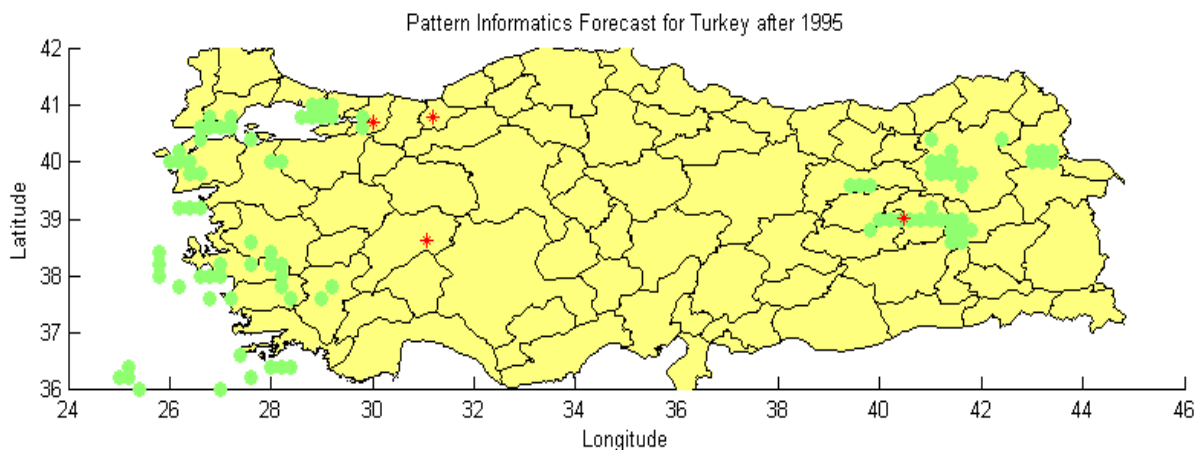 Pattern Informatics Forecast for Turkey after 1995
42
41
40
39
38
37
36
Latitude
24 26 28 30 32 34 36 38 40 42 44 46
Longitude